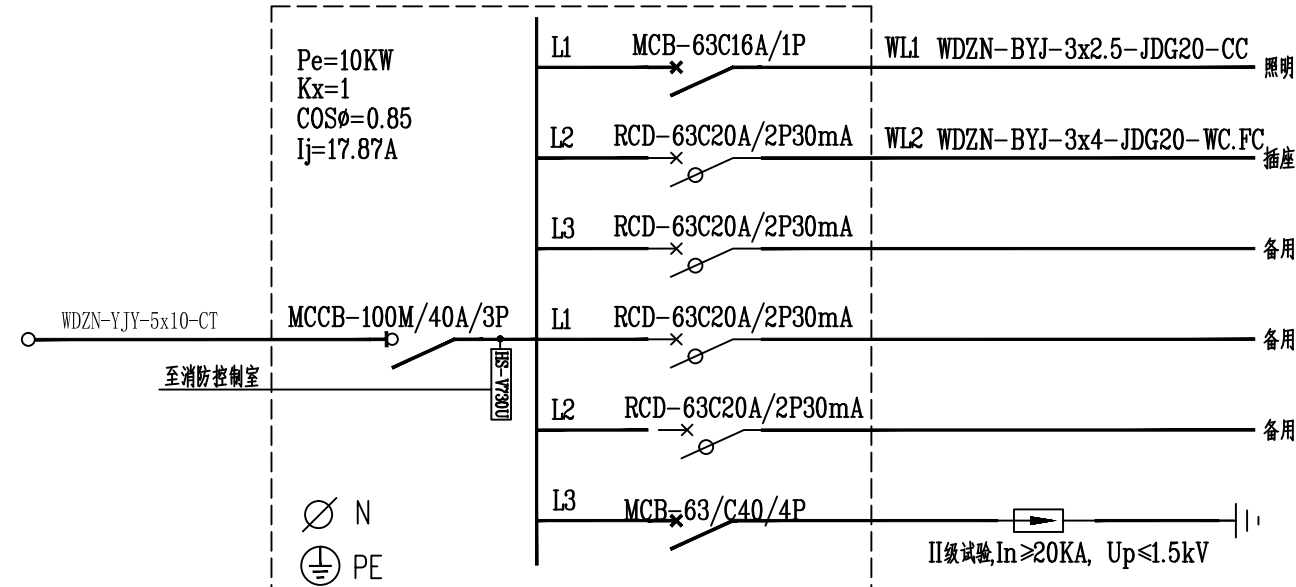 Pe=10KW
Kx=1
COSø=0.85
Ij=17.87A
L1 MCB-63C16A/1P WL1 WDZN-BYJ-3x2.5-JDG20-CC 照明
L2 RCD-63C20A/2P30mA WL2 WDZN-BYJ-3x4-JDG20-WC.FC 插座
L3 RCD-63C20A/2P30mA 备用
WDZN-YJY-5x10-CT MCCB-100M/40A/3P L1 RCD-63C20A/2P30mA 备用
至消防控制室
HS-V730U
L2 RCD-63C20A/2P30mA 备用
L3 MCB-63/C40/4P
II级试验,In≥20KA, Up≤1.5kV
N
PE